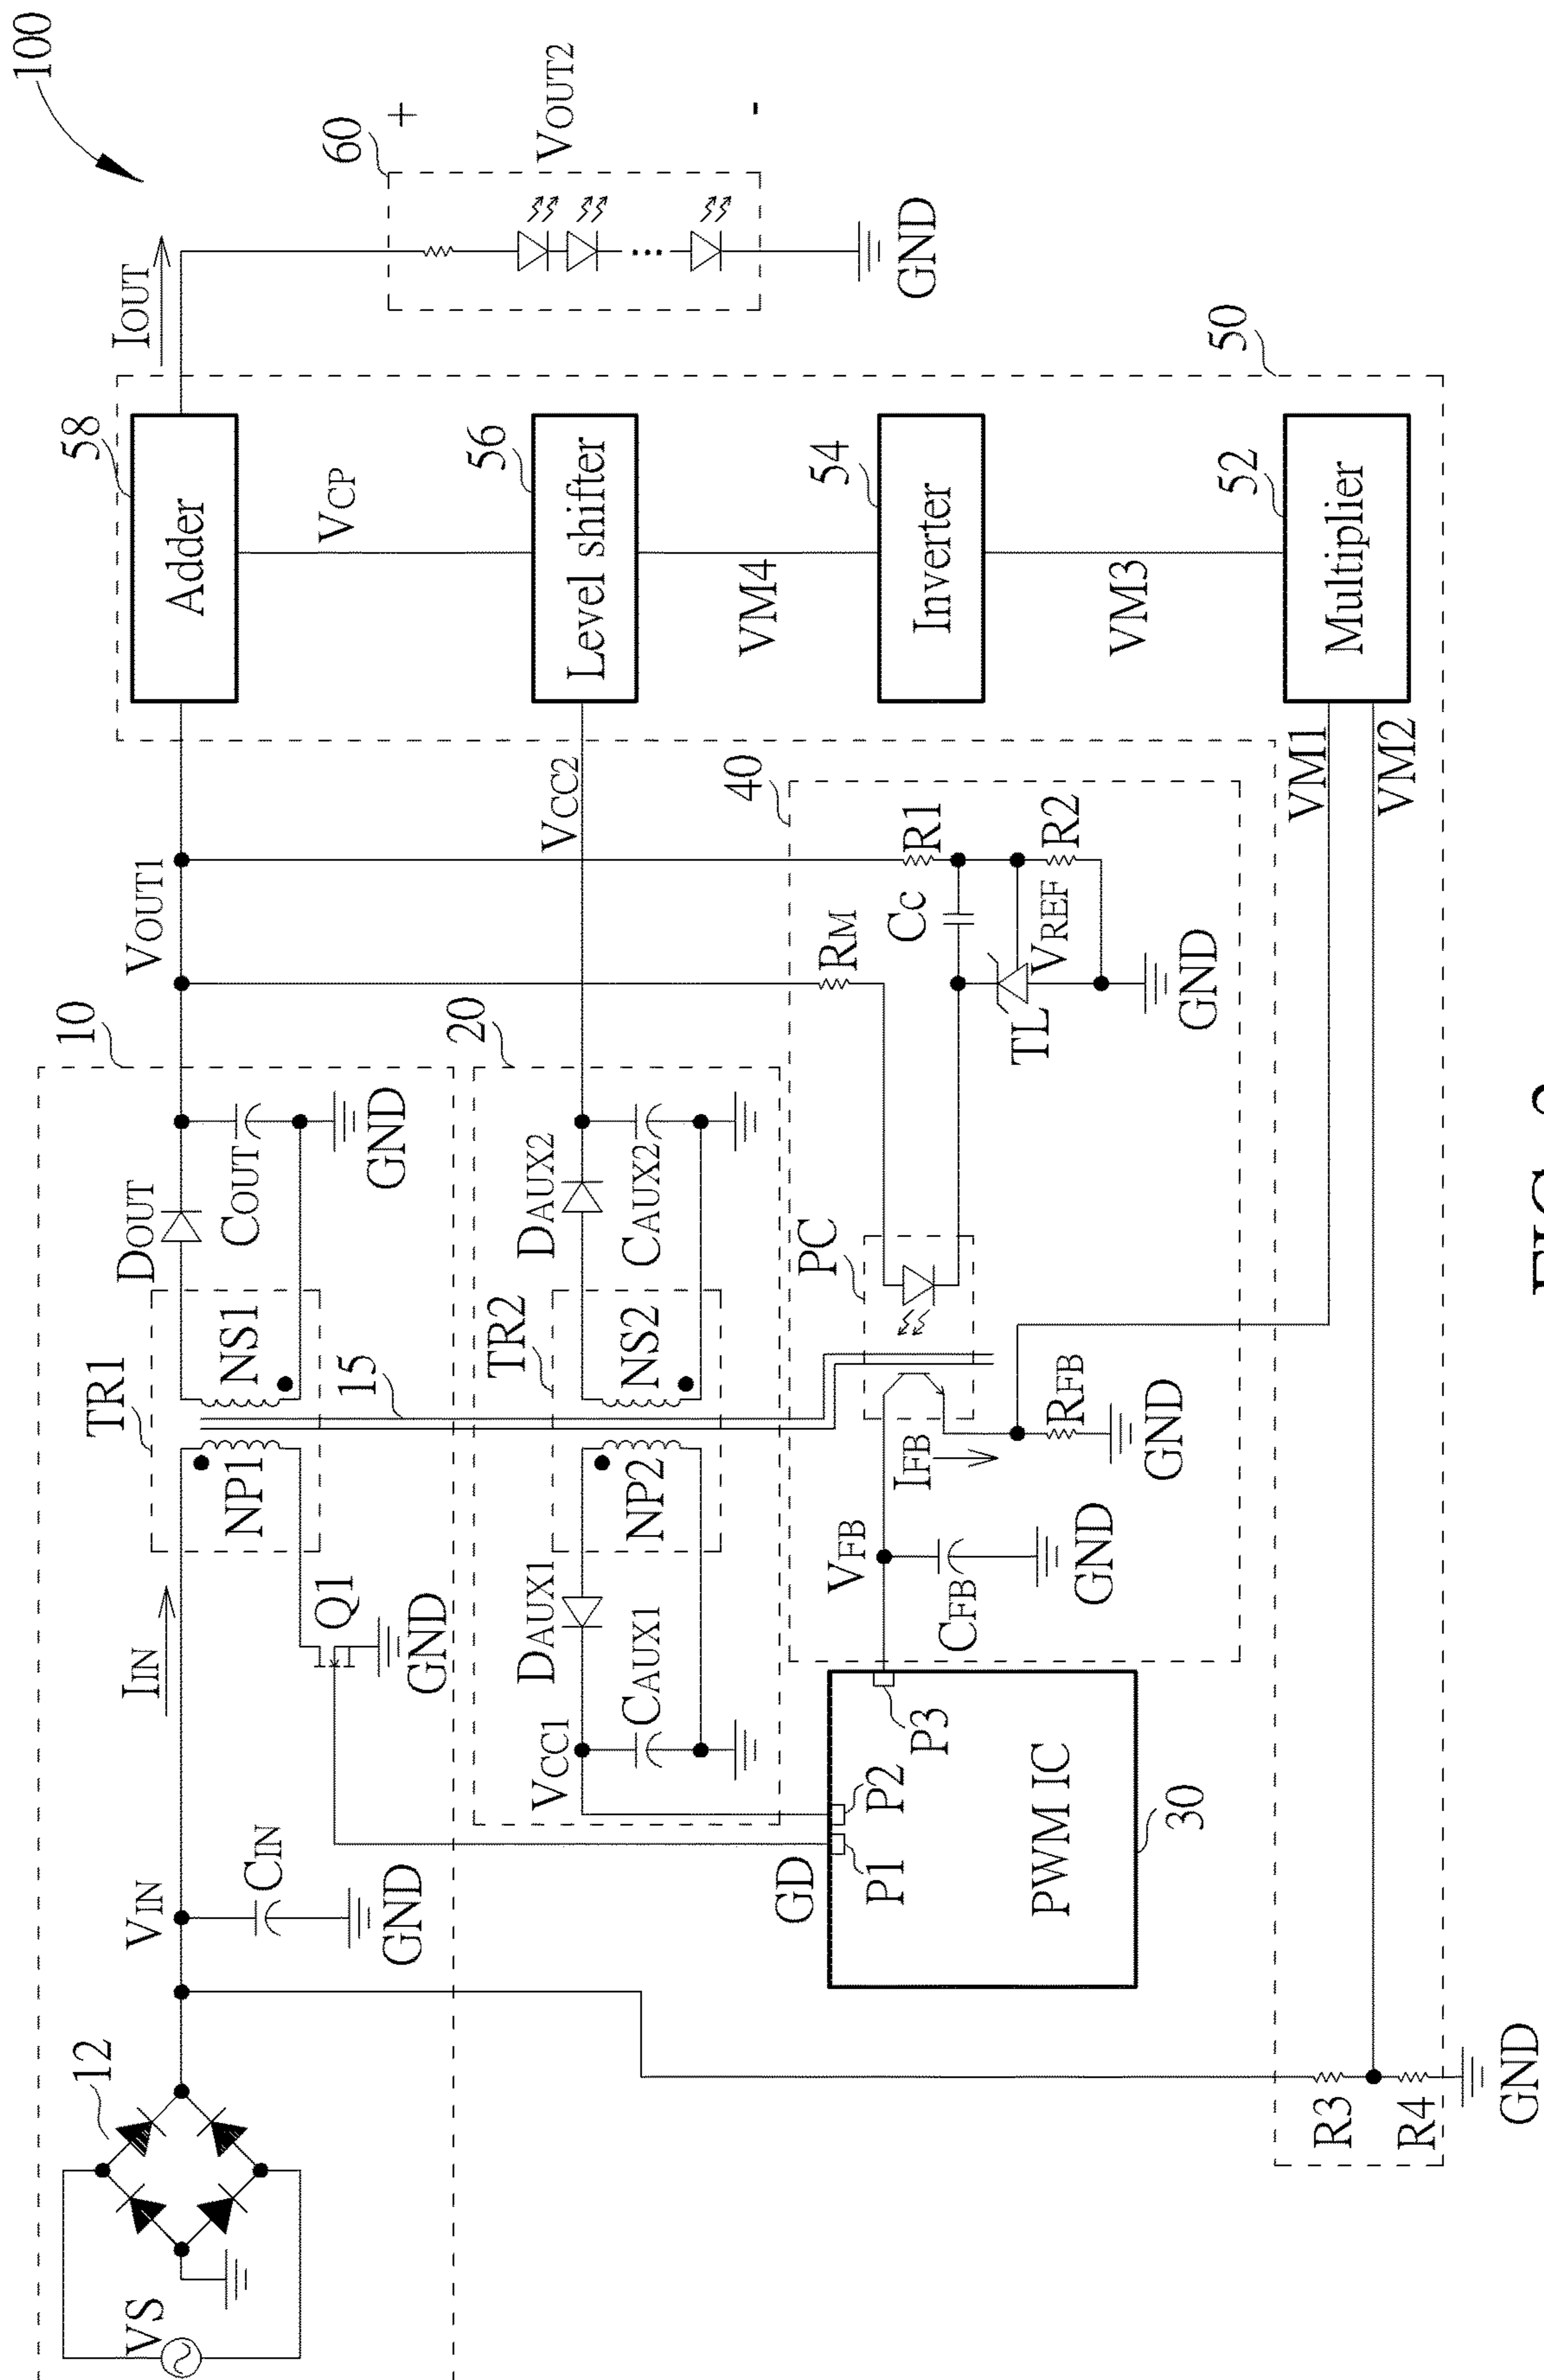 100
IOUT
60
+
VOUT2
-
GND
58
Adder
VCP
56
Level shifter
VM4
54
Inverter
VM3
52
Multiplier
50
VM1
VM2
VOUT1
VCC2
40
RM
R1
CC
R2
VREF
TL
GND
10
DOUT
COUT
GND
TR1
NS1
NP1
15
20
DAUX2
CAUX2
TR2
NS2
NP2
DAUX1
CAUX1
VCC1
PC
IFB
RFB
GND
VFB
CFB
GND
IIN
Q1
GND
VIN
CIN
GND
GD
P1
P2
P3
PWM IC
30
12
VS
R3
R4
GND